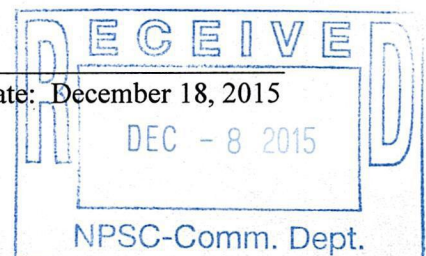 RECEIVED
ate: December 18, 2015
DEC - 8 2015
NPSC-Comm. Dept.